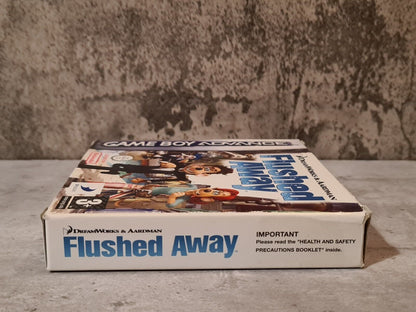 GAME BOY ADVANCE
DREAMWORKS & AARDMAN
Flushed
Away
DREAMWORKS & AARDMAN
Flushed Away
IMPORTANT
Please read the "HEALTH AND SAFETY
PRECAUTIONS BOOKLET" inside.